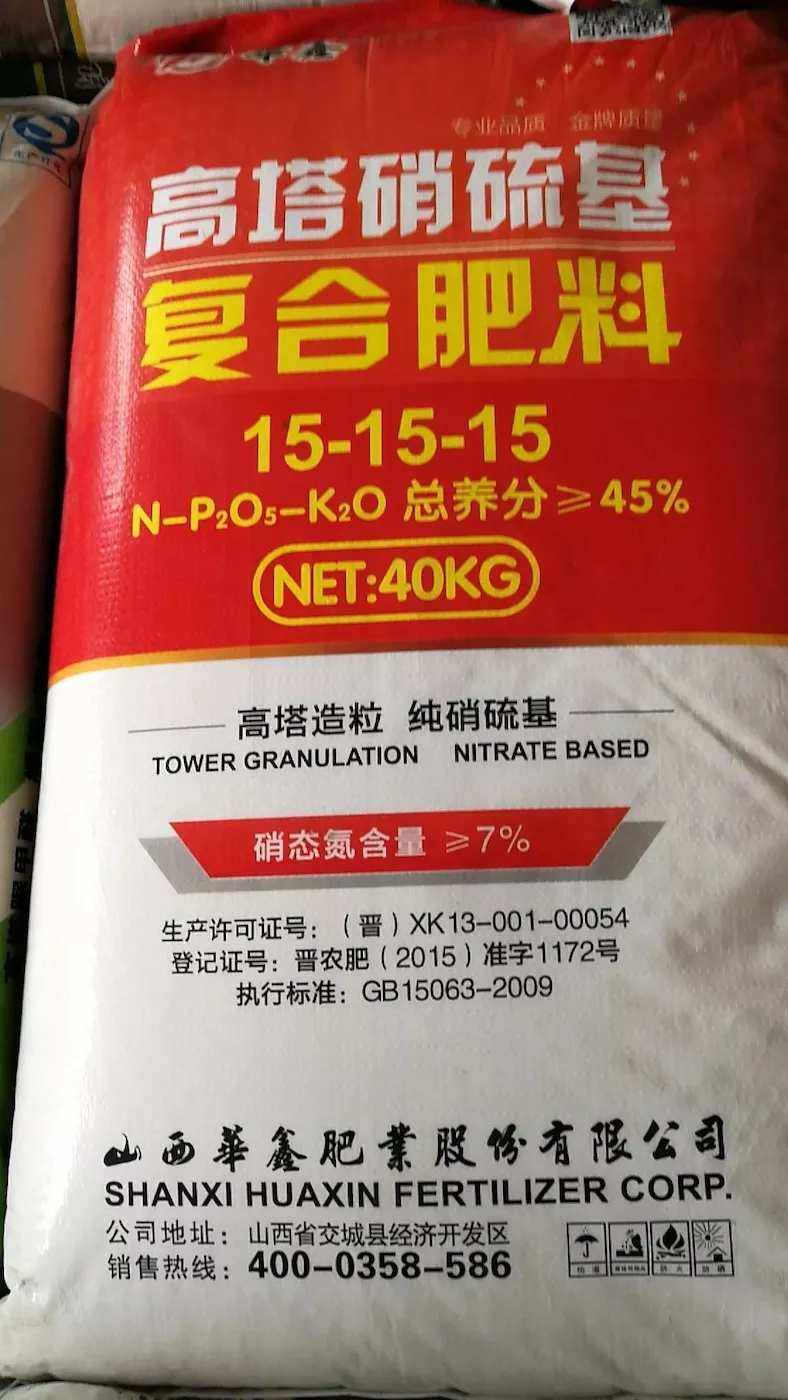 华鑫
专业品质 金牌质量
高塔硝硫基
复合肥料
15-15-15
N-P₂O₅-K₂O 总养分≥45%
NET:40KG
高塔造粒 纯硝硫基
TOWER GRANULATION NITRATE BASED
硝态氮含量 ≥7%
生产许可证号:(晋)XK13-001-00054
登记证号:晋农肥(2015)准字1172号
执行标准:GB15063-2009
山西華鑫肥業股份有限公司
SHANXI HUAXIN FERTILIZER CORP.
公司地址:山西省交城县经济开发区
销售热线:400-0358-586
防火 防晒